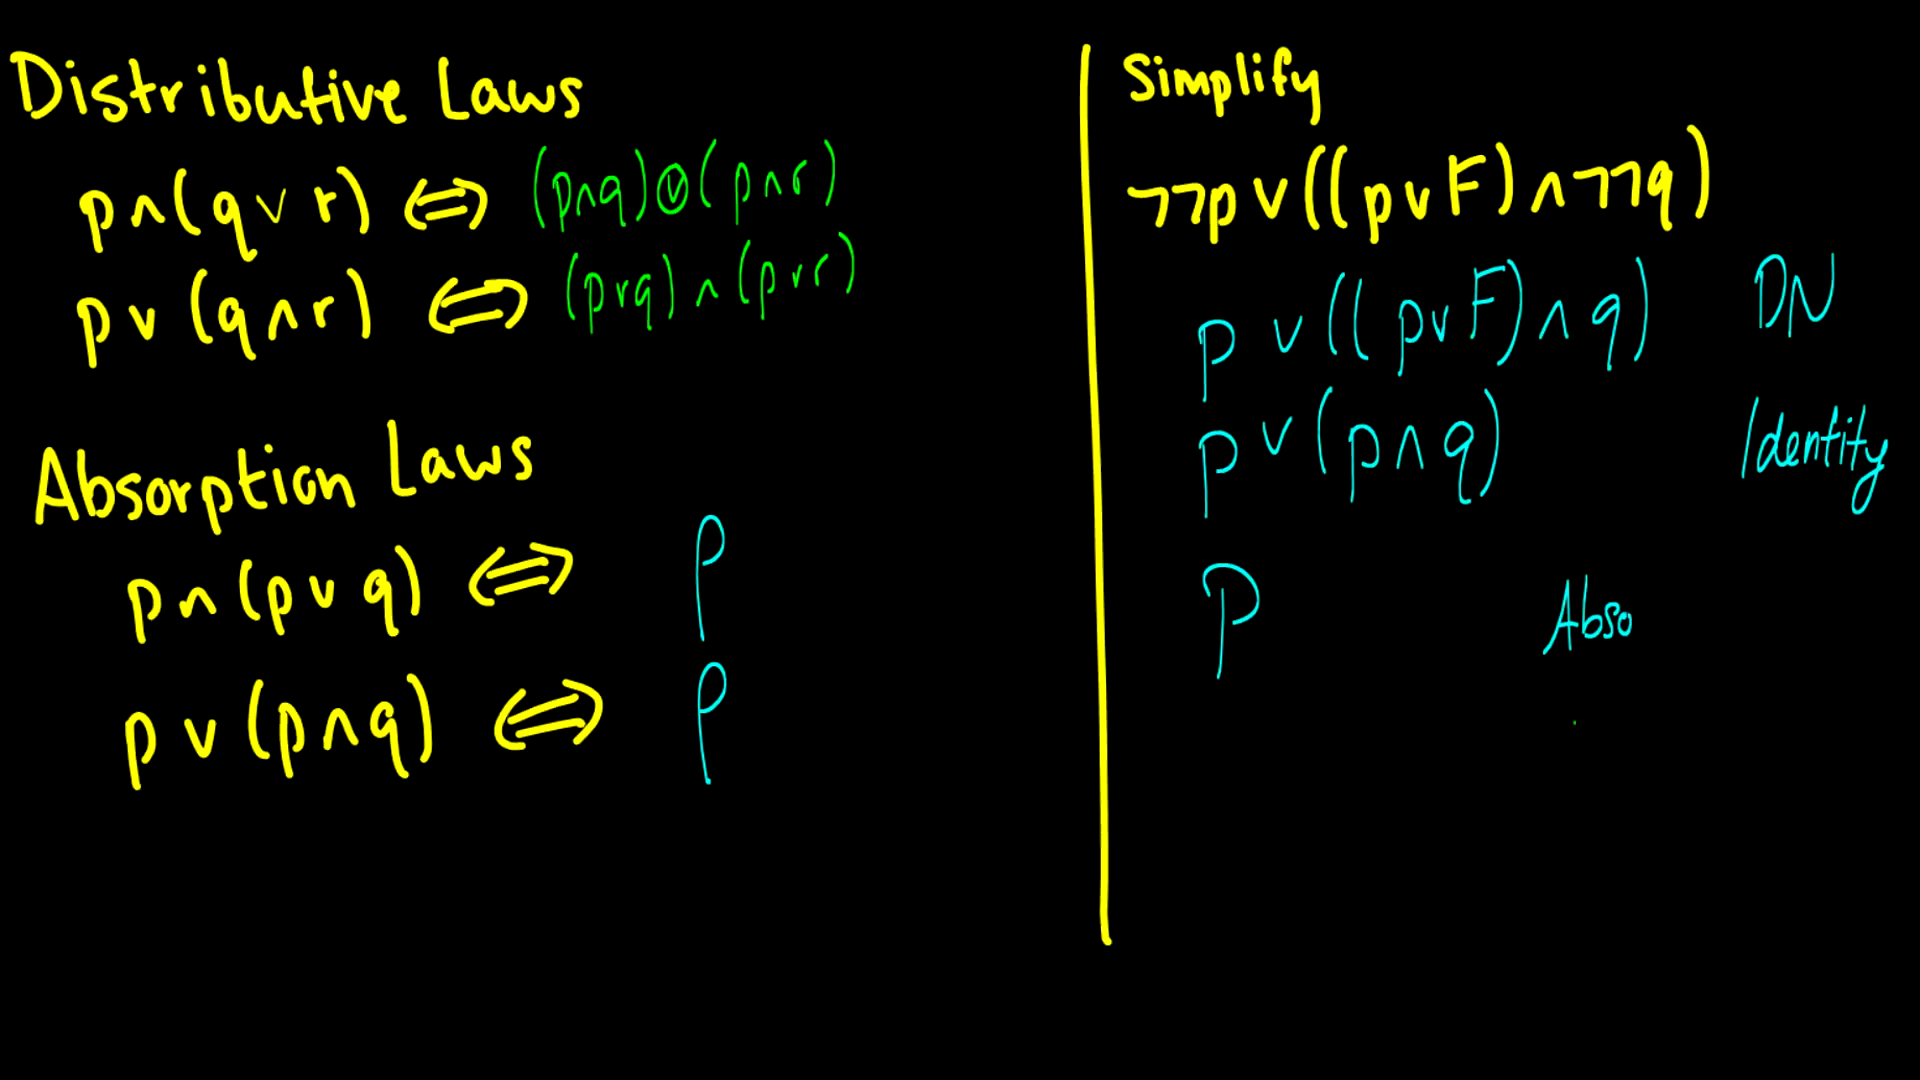 Distributive Laws
p∧(q∨r) ⇔ (p∧q)∨(p∧r)
p∨(q∧r) ⇔ (p∨q)∧(p∨r)
Absorption Laws
p∧(p∨q) ⇔ p
p∨(p∧q) ⇔ p
Simplify
¬¬p∨((p∨F)∧¬¬q)
p∨((p∨F)∧q) DN
p∨(p∧q) Identity
p Abso